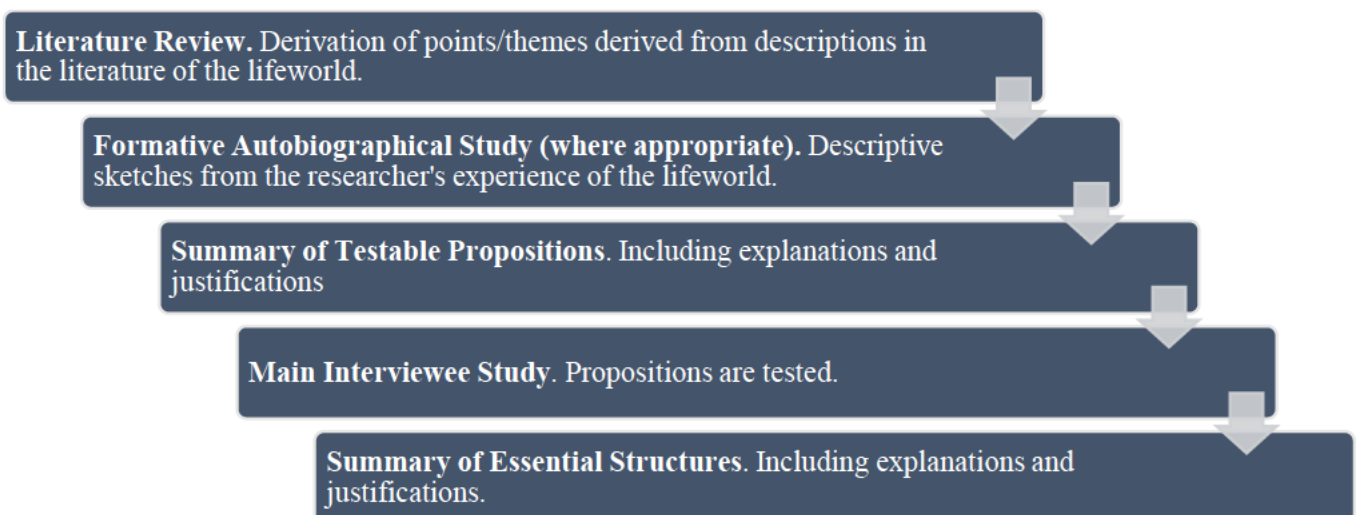 Literature Review. Derivation of points/themes derived from descriptions in
the literature of the lifeworld.
Formative Autobiographical Study (where appropriate). Descriptive
sketches from the researcher's experience of the lifeworld.
Summary of Testable Propositions. Including explanations and
justifications
Main Interviewee Study. Propositions are tested.
Summary of Essential Structures. Including explanations and
justifications.